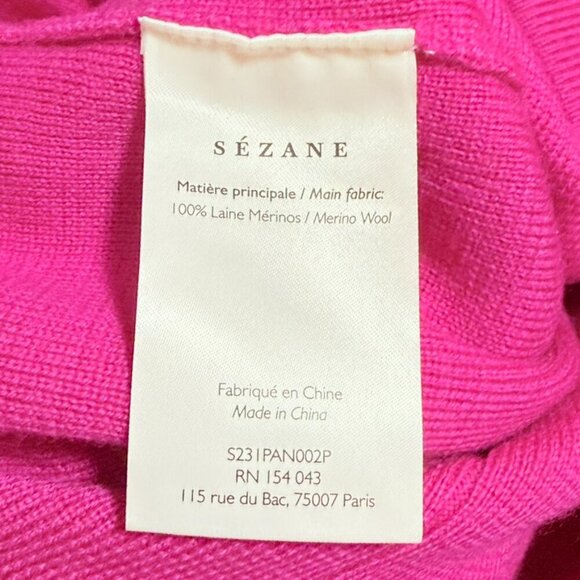 SÉZANE
Matière principale / Main fabric:
100% Laine Mérinos / Merino Wool
Fabriqué en Chine
Made in China
S231PAN002P
RN 154 043
115 rue du Bac, 75007 Paris